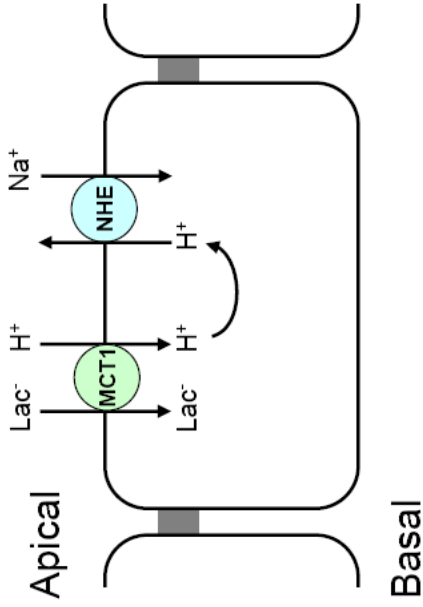 Apical
Lac⁻
H⁺
Na⁺
MCT1
NHE
Lac⁻
H⁺
H⁺
Basal